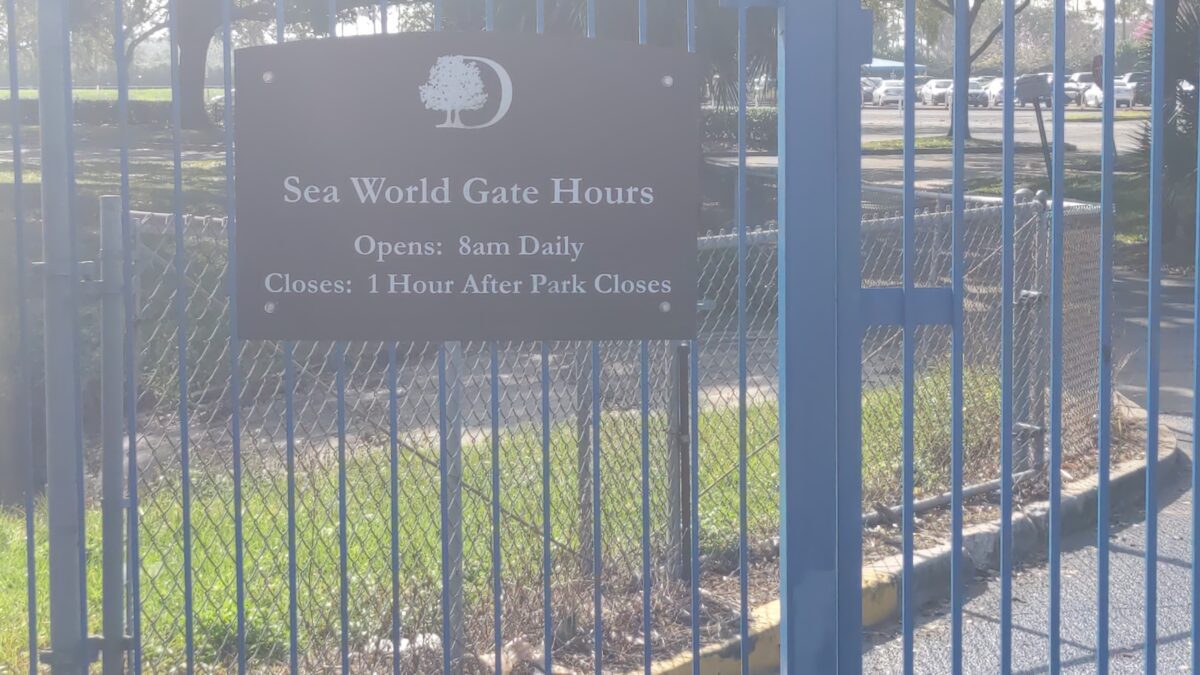 D
Sea World Gate Hours
Opens: 8am Daily
Closes: 1 Hour After Park Closes